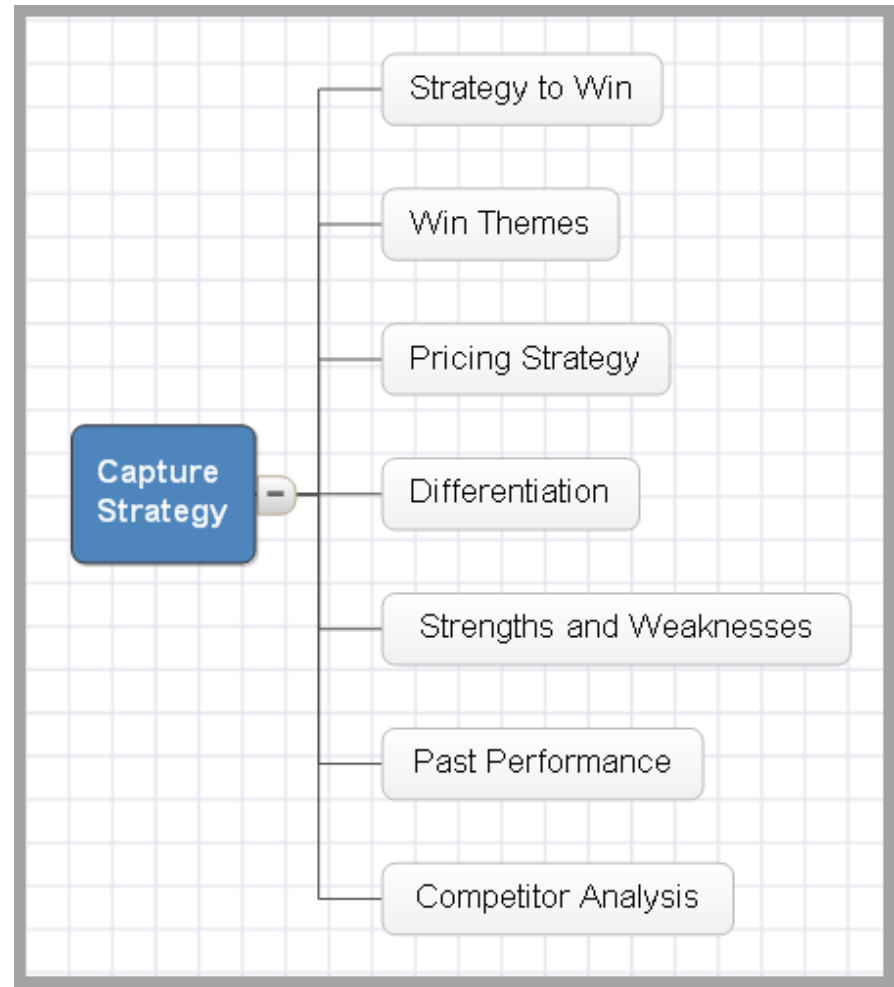 Strategy to Win
Win Themes
Pricing Strategy
Capture
Strategy
Differentiation
Strengths and Weaknesses
Past Performance
Competitor Analysis